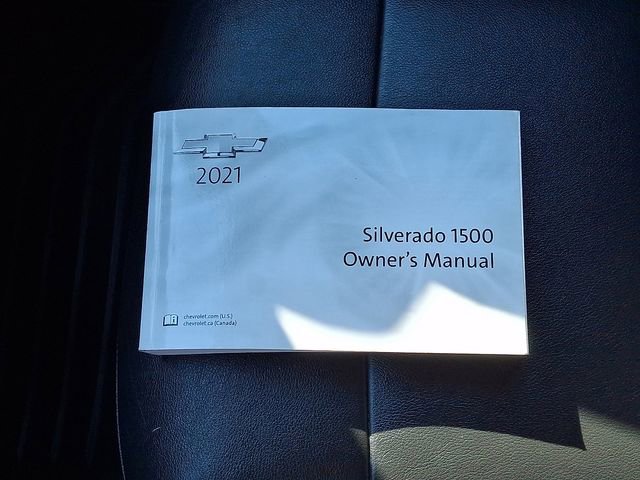 2021
Silverado 1500
Owner's Manual
chevrolet.com (U.S.)
chevrolet.ca (Canada)